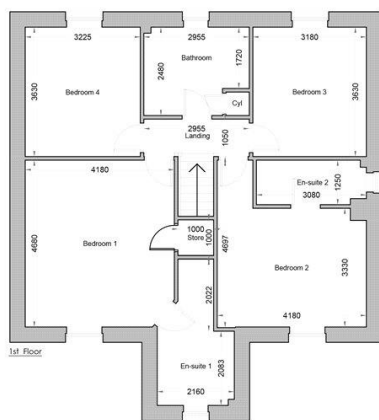 3225
2955
3180
2480
Bathroom
1720
3630
Bedroom 4
Bedroom 3
3630
Cyl
Landing
2955
1050
4180
En-suite 2
1250
3080
4680
Bedroom 1
1000
Store
1000
4697
Bedroom 2
3330
2022
4180
1st Floor
En-suite 1
2083
2160